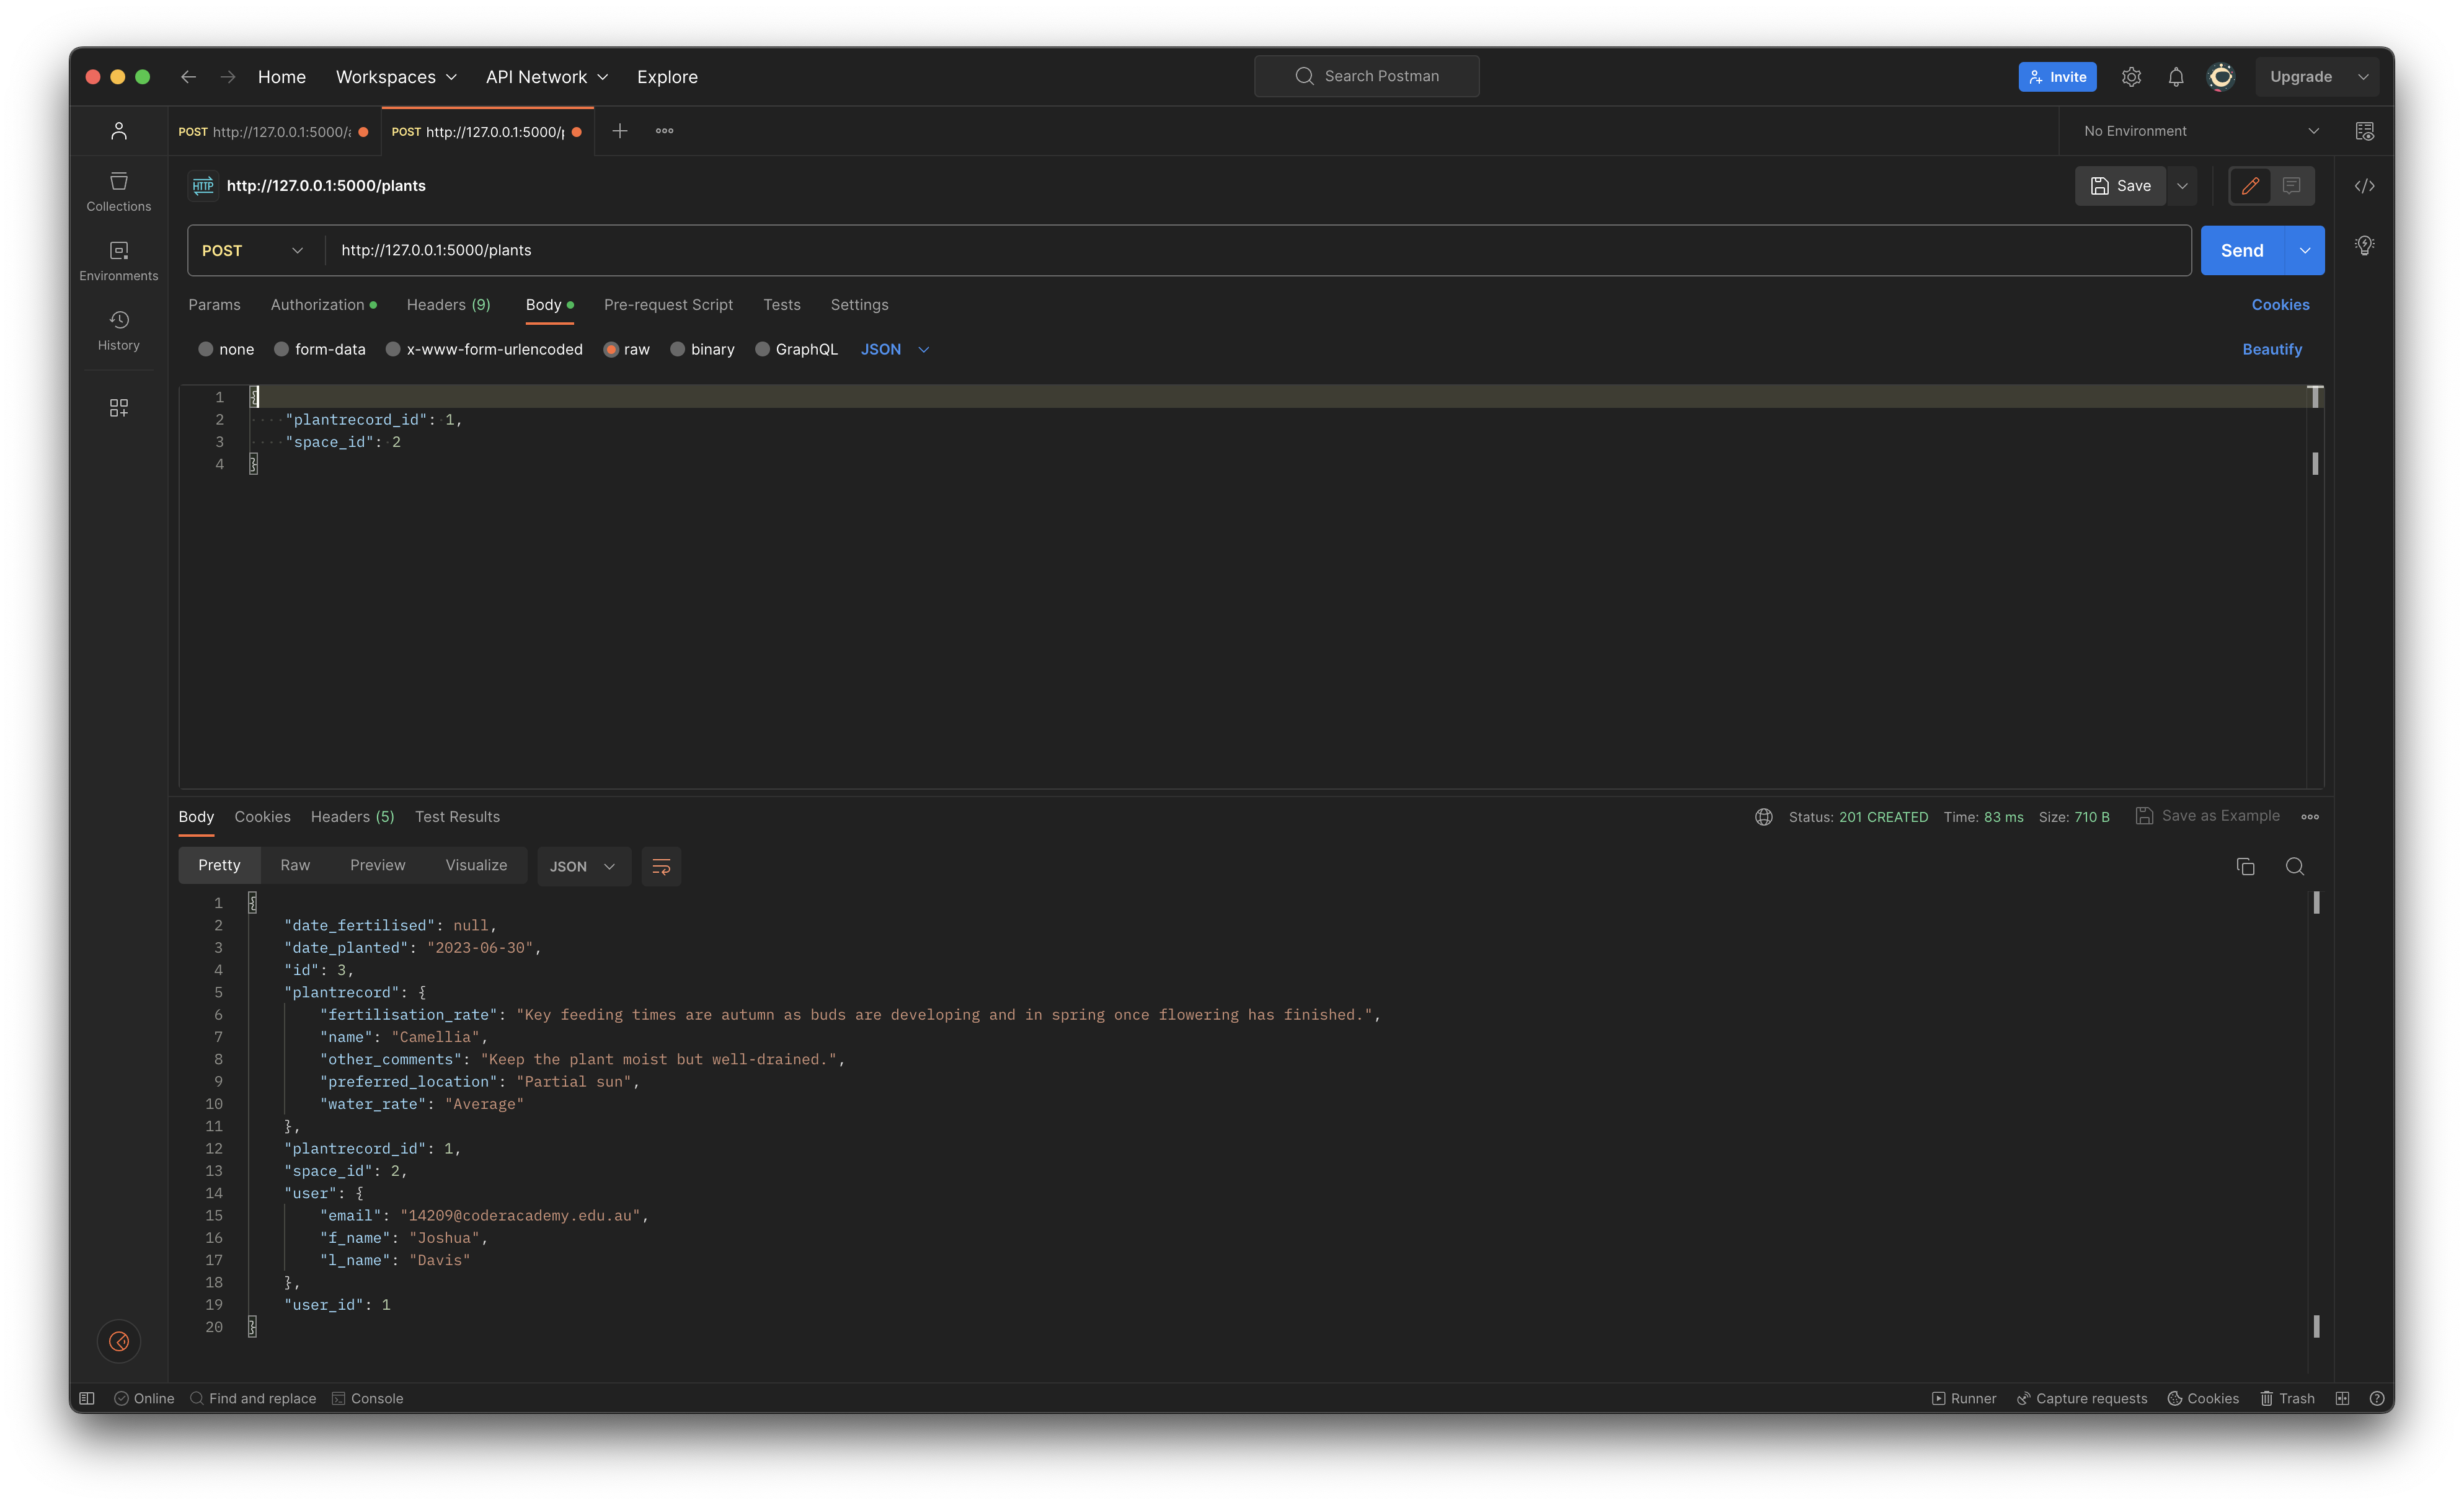 Home Workspaces API Network Explore Search Postman Invite Upgrade
POST http://127.0.0.1:5000/ POST http://127.0.0.1:5000/ No Environment
HTTP http://127.0.0.1:5000/plants Save
Collections
POST http://127.0.0.1:5000/plants Send
Environments
Params Authorization Headers (9) Body Pre-request Script Tests Settings Cookies
History
none form-data x-www-form-urlencoded raw binary GraphQL JSON Beautify
1 {
2 "plantrecord_id": 1,
3 "space_id": 2
4 }
Body Cookies Headers (5) Test Results Status: 201 CREATED Time: 83 ms Size: 710 B Save as Example
Pretty Raw Preview Visualize JSON
1 {
2 "date_fertilised": null,
3 "date_planted": "2023-06-30",
4 "id": 3,
5 "plantrecord": {
6 "fertilisation_rate": "Key feeding times are autumn as buds are developing and in spring once flowering has finished.",
7 "name": "Camellia",
8 "other_comments": "Keep the plant moist but well-drained.",
9 "preferred_location": "Partial sun",
10 "water_rate": "Average"
11 },
12 "plantrecord_id": 1,
13 "space_id": 2,
14 "user": {
15 "email": "14209@coderacademy.edu.au",
16 "f_name": "Joshua",
17 "l_name": "Davis"
18 },
19 "user_id": 1
20 }
Online Find and replace Console Runner Capture requests Cookies Trash